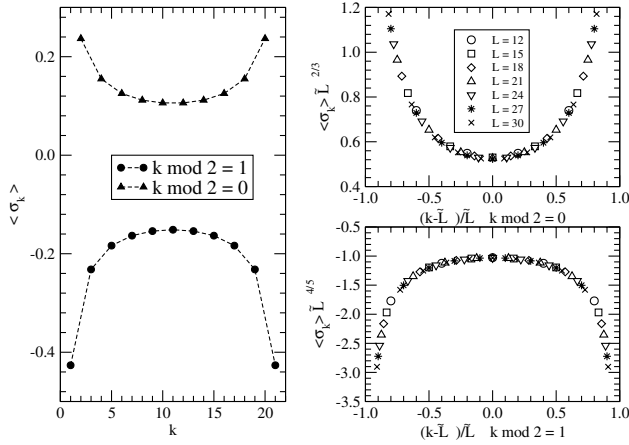 0.2
0.0
-0.2
-0.4
< σk >
k mod 2 = 1
k mod 2 = 0
0 5 10 15 20
k
1.2
1.0
0.8
0.6
0.4
<σk> L̃ 2/3
L = 12
L = 15
L = 18
L = 21
L = 24
L = 27
L = 30
-1.0 -0.5 0.0 0.5 1.0
(k-L̃ )/L̃ k mod 2 = 0
-0.5
-1.0
-1.5
-2.0
-2.5
-3.0
-3.5
<σk> L̃ 4/5
-1.0 -0.5 0.0 0.5 1.0
(k-L̃ )/L̃ k mod 2 = 1